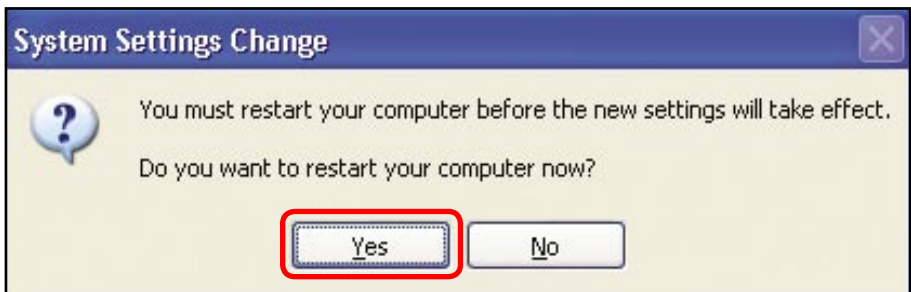 System Settings Change
You must restart your computer before the new settings will take effect.
Do you want to restart your computer now?
Yes
No